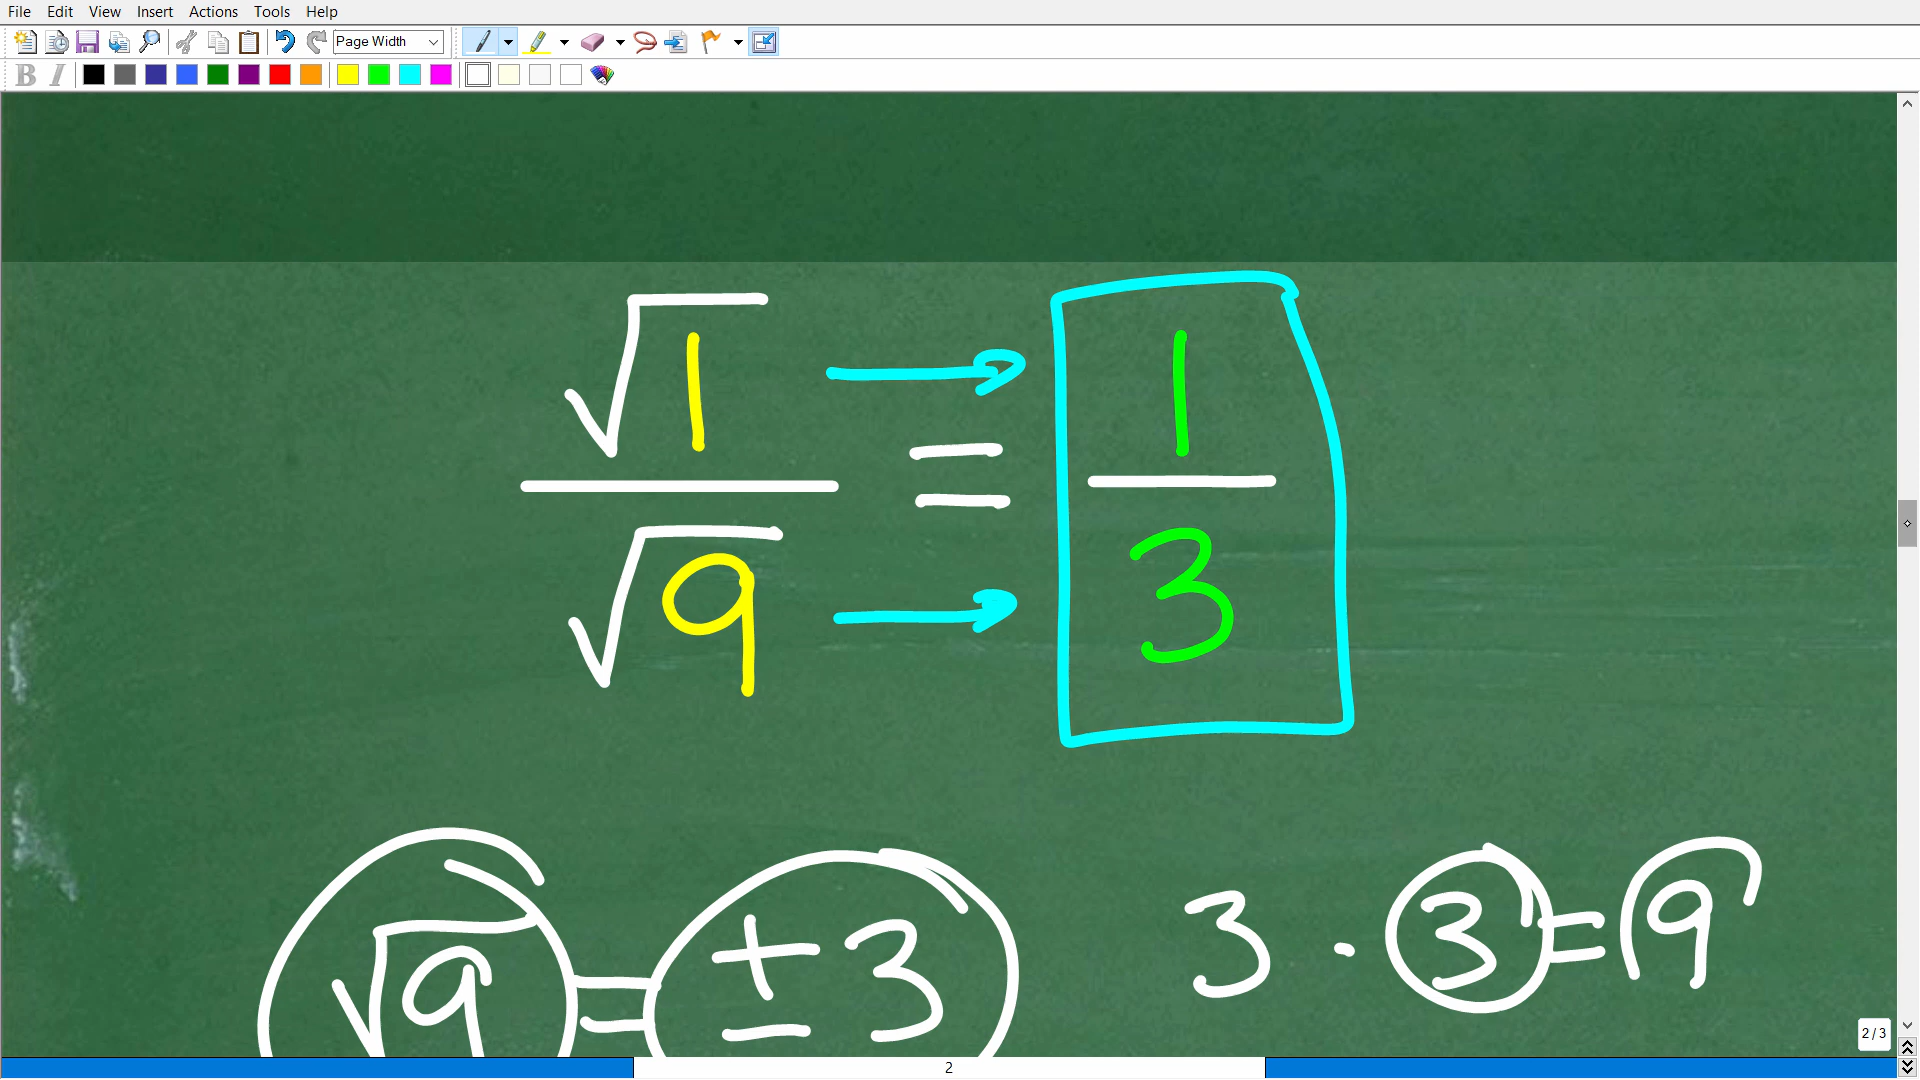 File Edit View Insert Actions Tools Help
Page Width
B I
√1 / √9 = 1 / 3
√9 = ± 3
3 · 3 = 9
2 / 3
2